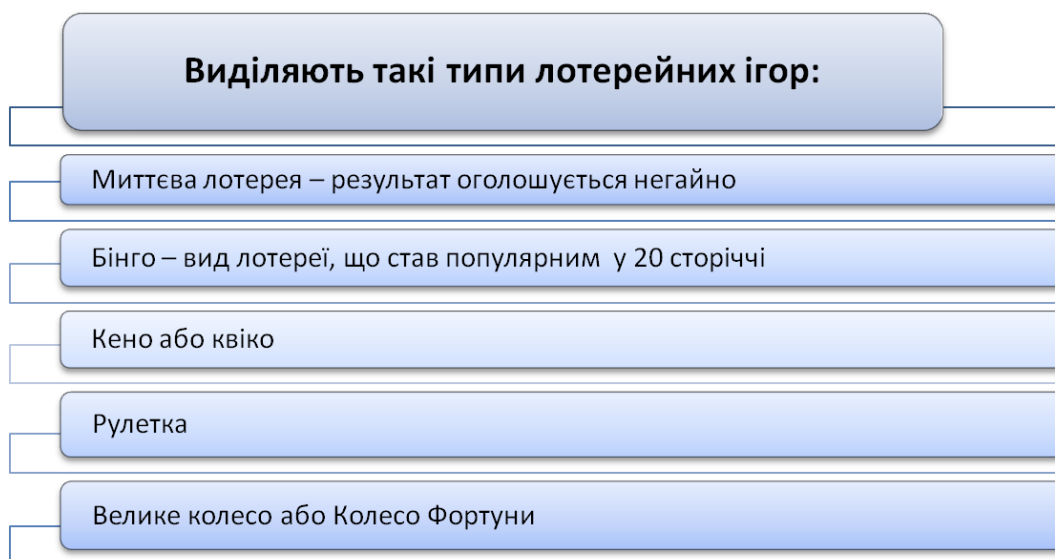 Виділяють такі типи лотерейних ігор:
Миттєва лотерея – результат оголошується негайно
Бінго – вид лотереї, що став популярним у 20 сторіччі
Кено або квіко
Рулетка
Велике колесо або Колесо Фортуни